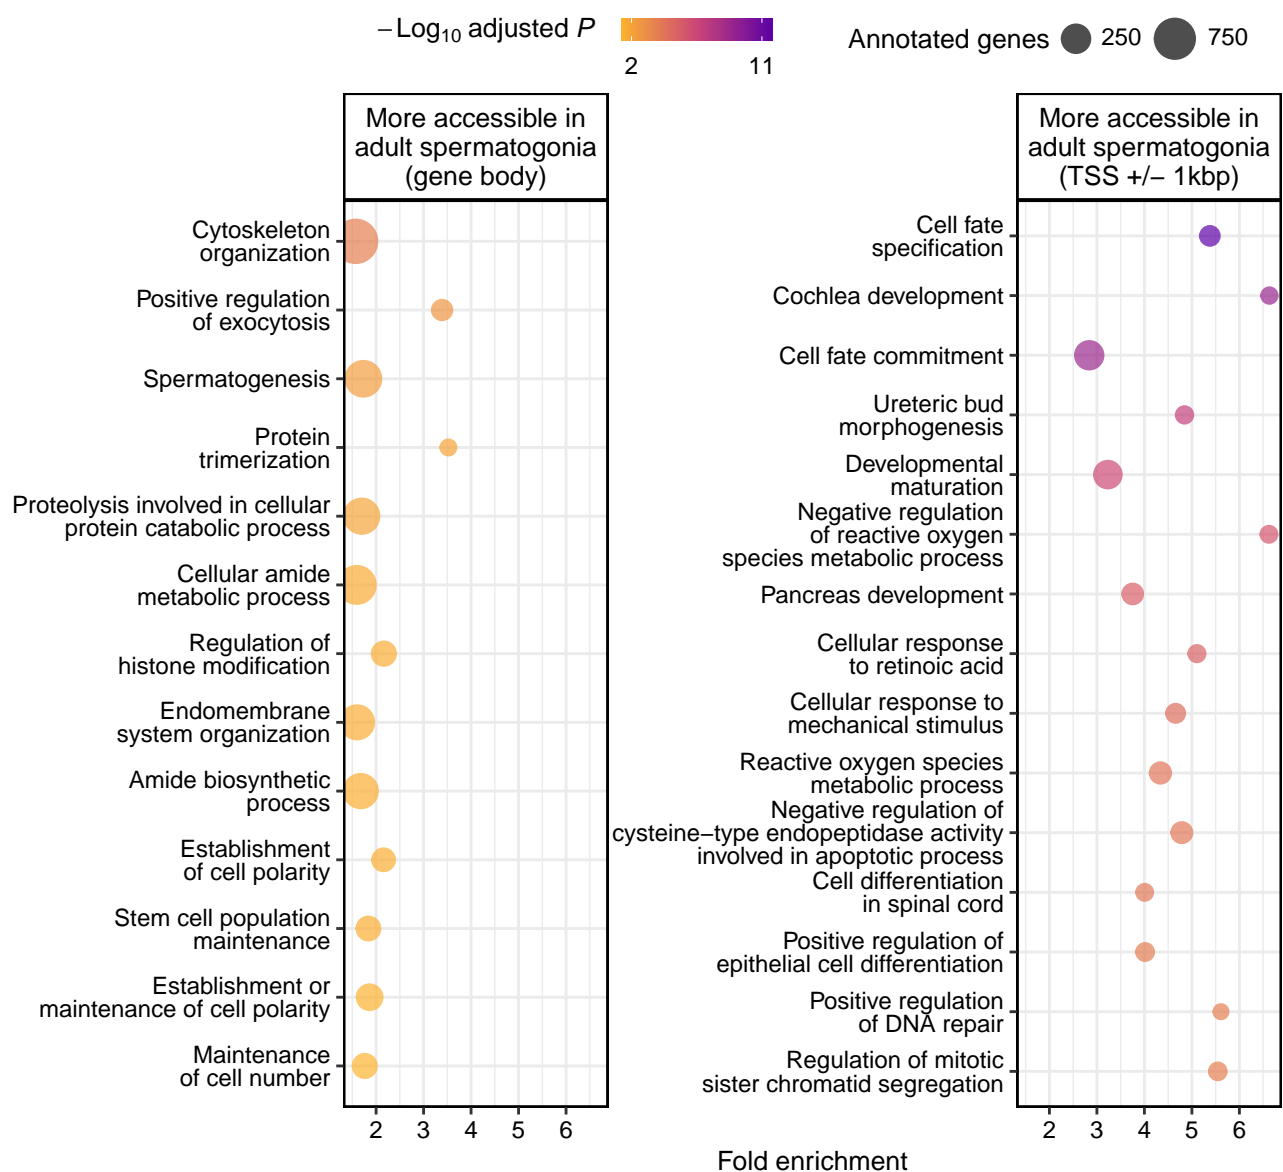 −Log10 adjusted P
2
11
Annotated genes
250
750
More accessible in
adult spermatogonia
(gene body)
Cytoskeleton
organization
Positive regulation
of exocytosis
Spermatogenesis
Protein
trimerization
Proteolysis involved in cellular
protein catabolic process
Cellular amide
metabolic process
Regulation of
histone modification
Endomembrane
system organization
Amide biosynthetic
process
Establishment
of cell polarity
Stem cell population
maintenance
Establishment or
maintenance of cell polarity
Maintenance
of cell number
2 3 4 5 6
More accessible in
adult spermatogonia
(TSS +/− 1kbp)
Cell fate
specification
Cochlea development
Cell fate commitment
Ureteric bud
morphogenesis
Developmental
maturation
Negative regulation
of reactive oxygen
species metabolic process
Pancreas development
Cellular response
to retinoic acid
Cellular response to
mechanical stimulus
Reactive oxygen species
metabolic process
Negative regulation of
cysteine−type endopeptidase activity
involved in apoptotic process
Cell differentiation
in spinal cord
Positive regulation of
epithelial cell differentiation
Positive regulation
of DNA repair
Regulation of mitotic
sister chromatid segregation
2 3 4 5 6
Fold enrichment